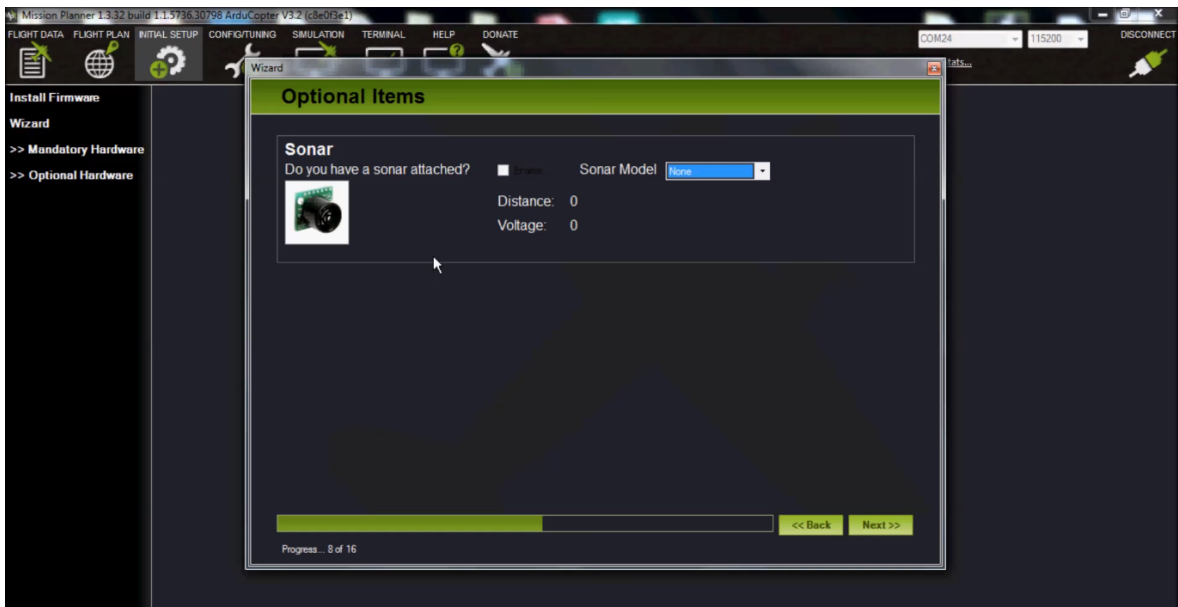 Mission Planner 1.3.32 build 1.1.5736.30798 ArduCopter V3.2 (c8e0f3e1)
FLIGHT DATA FLIGHT PLAN INITIAL SETUP CONFIG/TUNING SIMULATION TERMINAL HELP DONATE
COM24 115200 DISCONNECT
tats...
Wizard
Install Firmware
Wizard
>> Mandatory Hardware
>> Optional Hardware
Optional Items
Sonar
Do you have a sonar attached? Sonar Model None
Distance: 0
Voltage: 0
<< Back Next >>
Progress... 8 of 16